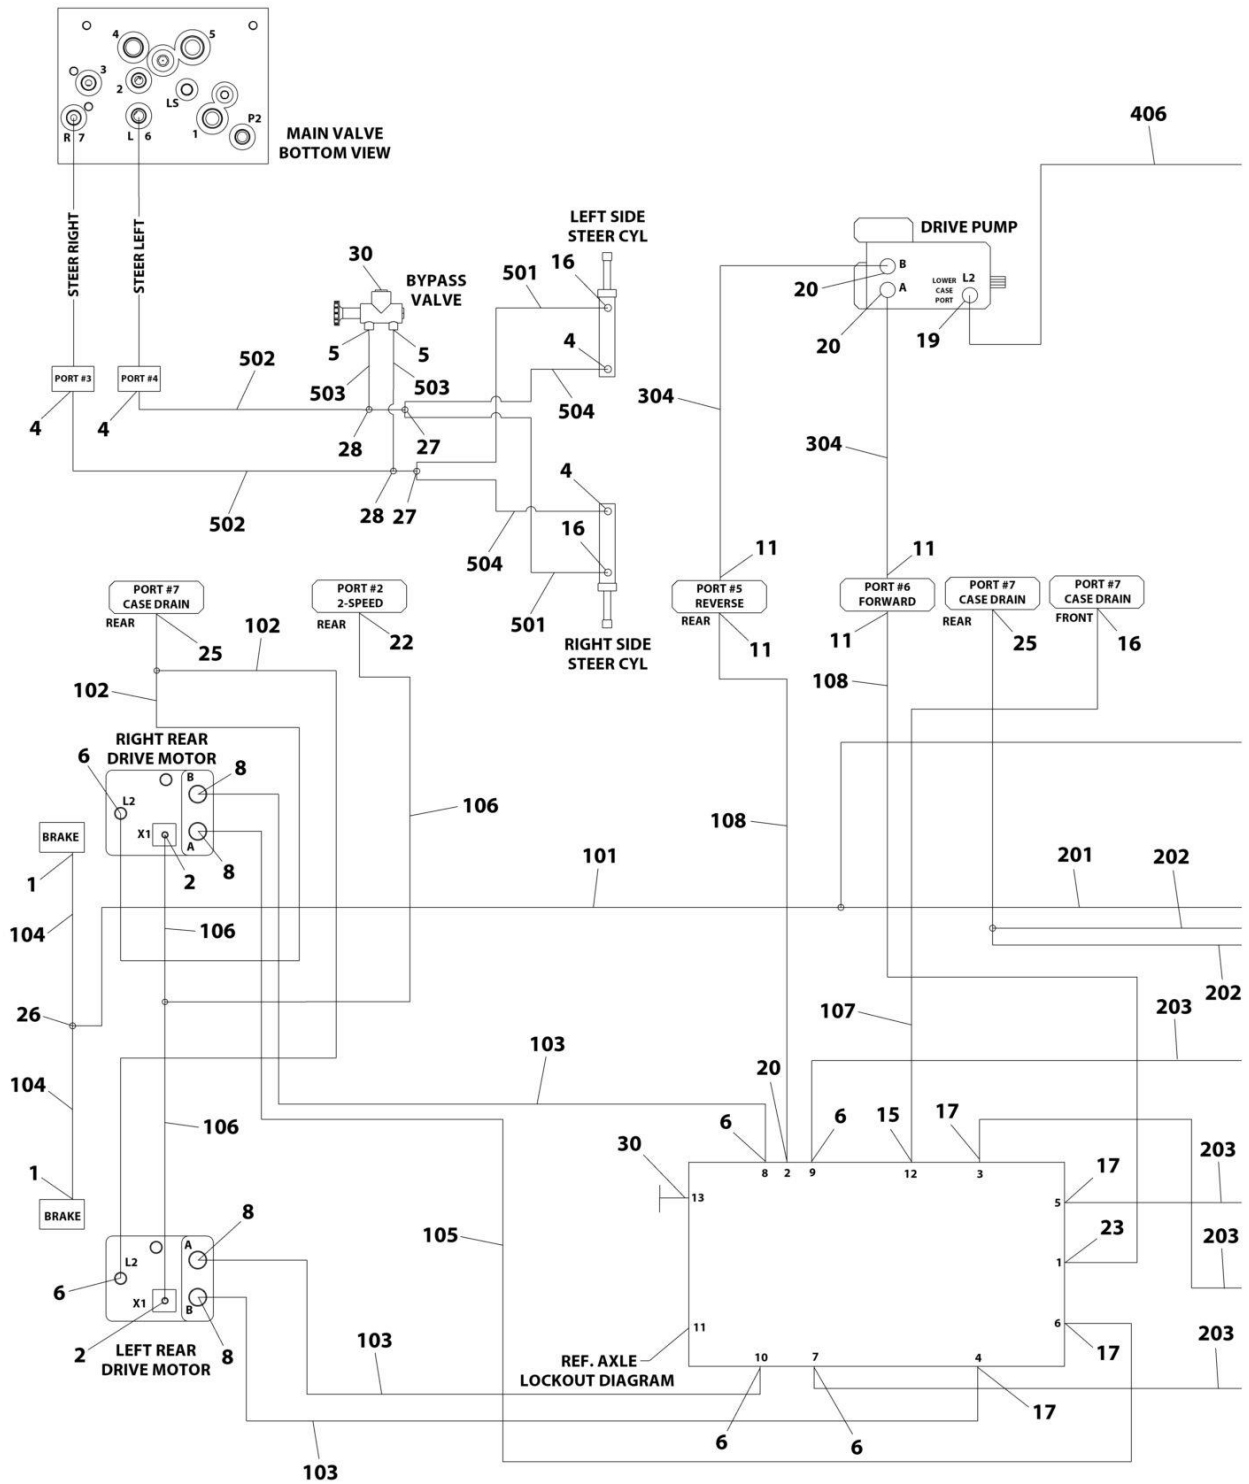 4
5
3
2
LS
P2
1
R 7
L 6
MAIN VALVE
BOTTOM VIEW
406
STEER RIGHT
STEER LEFT
LEFT SIDE
STEER CYL
DRIVE PUMP
30
BYPASS
VALVE
501
16
B
20
A
LOWER
CASE
PORT
L2
20
19
5
5
4
502
503
503
504
PORT #3
PORT #4
4
4
304
28
27
304
4
502
28
27
16
504
11
11
PORT #7
CASE DRAIN
REAR
PORT #2
2-SPEED
REAR
PORT #5
REVERSE
REAR
PORT #6
FORWARD
PORT #7
CASE DRAIN
REAR
PORT #7
CASE DRAIN
FRONT
501
RIGHT SIDE
STEER CYL
25
102
22
11
11
25
16
102
108
RIGHT REAR
DRIVE MOTOR
6
B
8
L2
106
X1
A
BRAKE
108
1
2
8
101
201
202
104
106
202
26
107
203
103
20
104
106
6
6
15
17
30
8
2
9
12
3
203
1
13
17
5
BRAKE
105
8
23
A
L2
1
203
6
X1
B
11
6
103
2
LEFT REAR
DRIVE MOTOR
8
REF. AXLE
LOCKOUT DIAGRAM
10
7
4
17
203
17
6
6
103